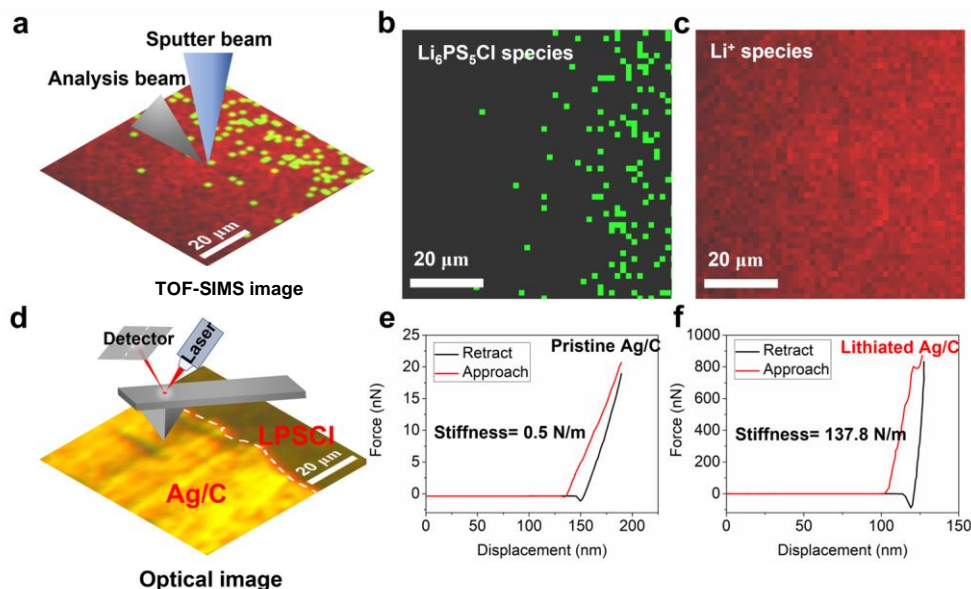 a
Sputter beam
Analysis beam
20 µm
TOF-SIMS image
b
Li₆PS₅Cl species
20 µm
c
Li⁺ species
20 µm
d
Detector
Laser
LPSCl
20 µm
Ag/C
Optical image
e
Retract
Approach
Pristine Ag/C
Stiffness= 0.5 N/m
Force (nN)
25
20
15
10
5
0
0 50 100 150 200
Displacement (nm)
f
Retract
Approach
Lithiated Ag/C
Stiffness= 137.8 N/m
Force (nN)
1000
800
600
400
200
0
0 50 100 150
Displacement (nm)